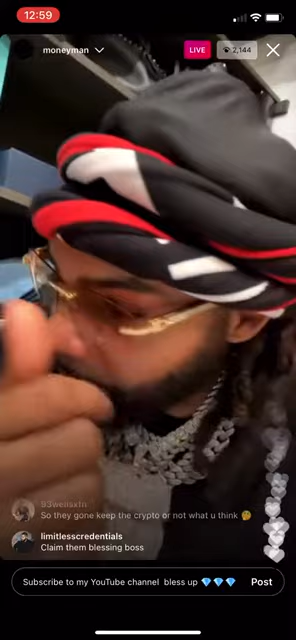 12:59
moneyman
LIVE
2,144
93wellsxtn
So they gone keep the crypto or not what u think 🤔
limitlesscredentials
Claim them blessing boss
Subscribe to my YouTube channel bless up 💎💎💎
Post